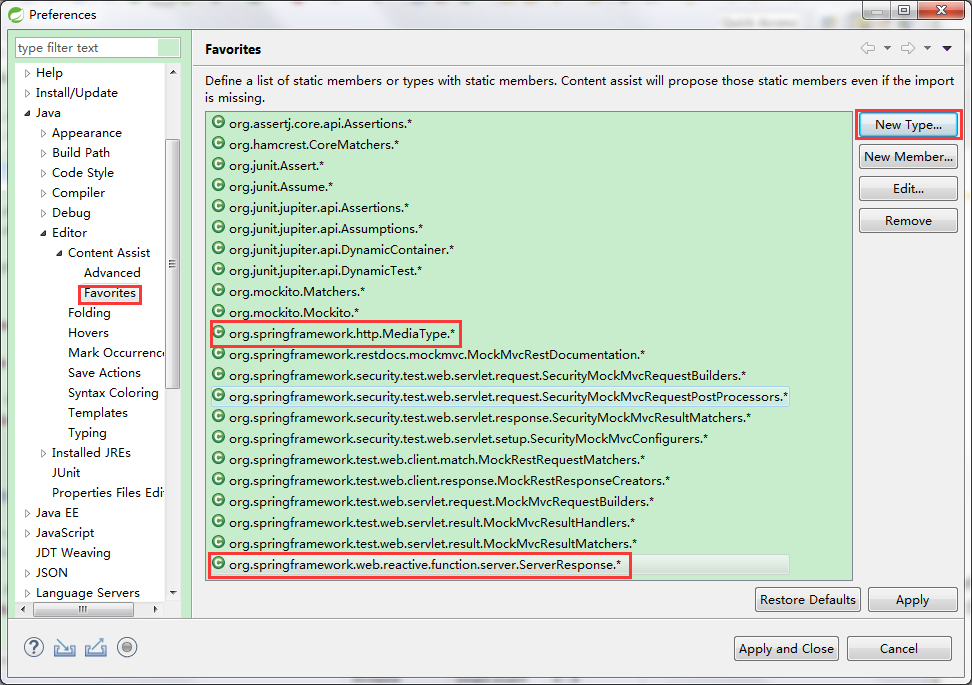 Preferences
Quick Access
type filter text
Help
Install/Update
Java
Appearance
Build Path
Code Style
Compiler
Debug
Editor
Content Assist
Advanced
Favorites
Folding
Hovers
Mark Occurrenc
Save Actions
Syntax Coloring
Templates
Typing
Installed JREs
JUnit
Properties Files Edi
Java EE
JavaScript
JDT Weaving
JSON
Language Servers
Favorites
Define a list of static members or types with static members. Content assist will propose those static members even if the import
is missing.
org.assertj.core.api.Assertions.*
org.hamcrest.CoreMatchers.*
org.junit.Assert.*
org.junit.Assume.*
org.junit.jupiter.api.Assertions.*
org.junit.jupiter.api.Assumptions.*
org.junit.jupiter.api.DynamicContainer.*
org.junit.jupiter.api.DynamicTest.*
org.mockito.Matchers.*
org.mockito.Mockito.*
org.springframework.http.MediaType.*
org.springframework.restdocs.mockmvc.MockMvcRestDocumentation.*
org.springframework.security.test.web.servlet.request.SecurityMockMvcRequestBuilders.*
org.springframework.security.test.web.servlet.request.SecurityMockMvcRequestPostProcessors.*
org.springframework.security.test.web.servlet.response.SecurityMockMvcResultMatchers.*
org.springframework.security.test.web.servlet.setup.SecurityMockMvcConfigurers.*
org.springframework.test.web.client.match.MockRestRequestMatchers.*
org.springframework.test.web.client.response.MockRestResponseCreators.*
org.springframework.test.web.servlet.request.MockMvcRequestBuilders.*
org.springframework.test.web.servlet.result.MockMvcResultHandlers.*
org.springframework.test.web.servlet.result.MockMvcResultMatchers.*
org.springframework.web.reactive.function.server.ServerResponse.*
New Type...
New Member...
Edit...
Remove
Restore Defaults
Apply
Apply and Close
Cancel